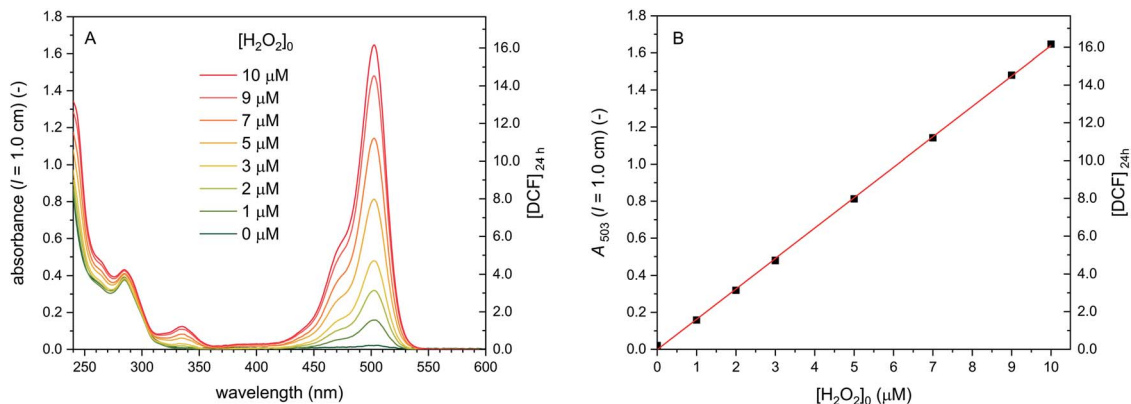 A
[H₂O₂]₀
10 μM
9 μM
7 μM
5 μM
3 μM
2 μM
1 μM
0 μM
absorbance (l = 1.0 cm) (-)
1.8
1.6
1.4
1.2
1.0
0.8
0.6
0.4
0.2
0.0
16.0
14.0
12.0
10.0
8.0
6.0
4.0
2.0
0.0
[DCF]24h
250 300 350 400 450 500 550 600
wavelength (nm)
B
A503 (l = 1.0 cm) (-)
1.8
1.6
1.4
1.2
1.0
0.8
0.6
0.4
0.2
0.0
16.0
14.0
12.0
10.0
8.0
6.0
4.0
2.0
0.0
[DCF]24h
0 1 2 3 4 5 6 7 8 9 10
[H₂O₂]₀ (μM)